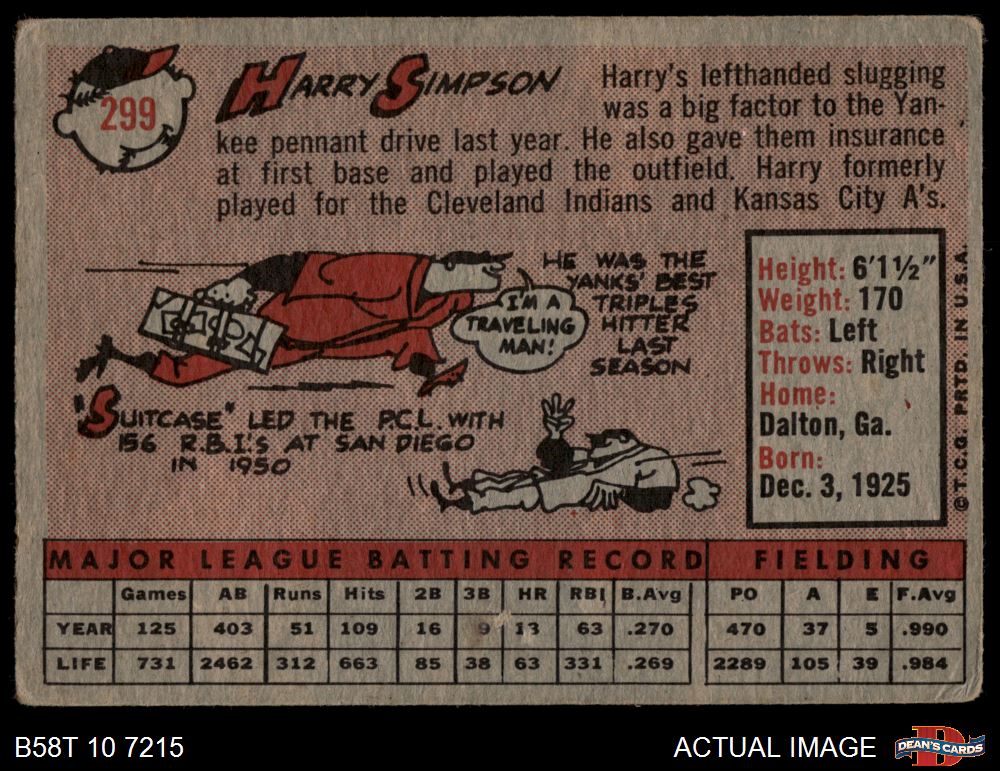 299
HARRY SIMPSON
Harry's lefthanded slugging
was a big factor to the Yan-
kee pennant drive last year. He also gave them insurance
at first base and played the outfield. Harry formerly
played for the Cleveland Indians and Kansas City A's.
HE WAS THE
YANKS' BEST
TRIPLES
HITTER
LAST
SEASON
I'M A
TRAVELING
MAN!
"SUITCASE" LED THE P.C.L. WITH
156 R.B.I.'S AT SAN DIEGO
IN 1950
Height: 6'1½"
Weight: 170
Bats: Left
Throws: Right
Home:
Dalton, Ga.
Born:
Dec. 3, 1925
©T.C.G. PRTD. IN U.S.A.
MAJOR LEAGUE BATTING RECORD FIELDING
Games AB Runs Hits 2B 3B HR RBI B.Avg PO A E F.Avg
YEAR 125 403 51 109 16 9 13 63 .270 470 37 5 .990
LIFE 731 2462 312 663 85 38 63 331 .269 2289 105 39 .984
B58T 10 7215
ACTUAL IMAGE
D
DEAN'S CARDS